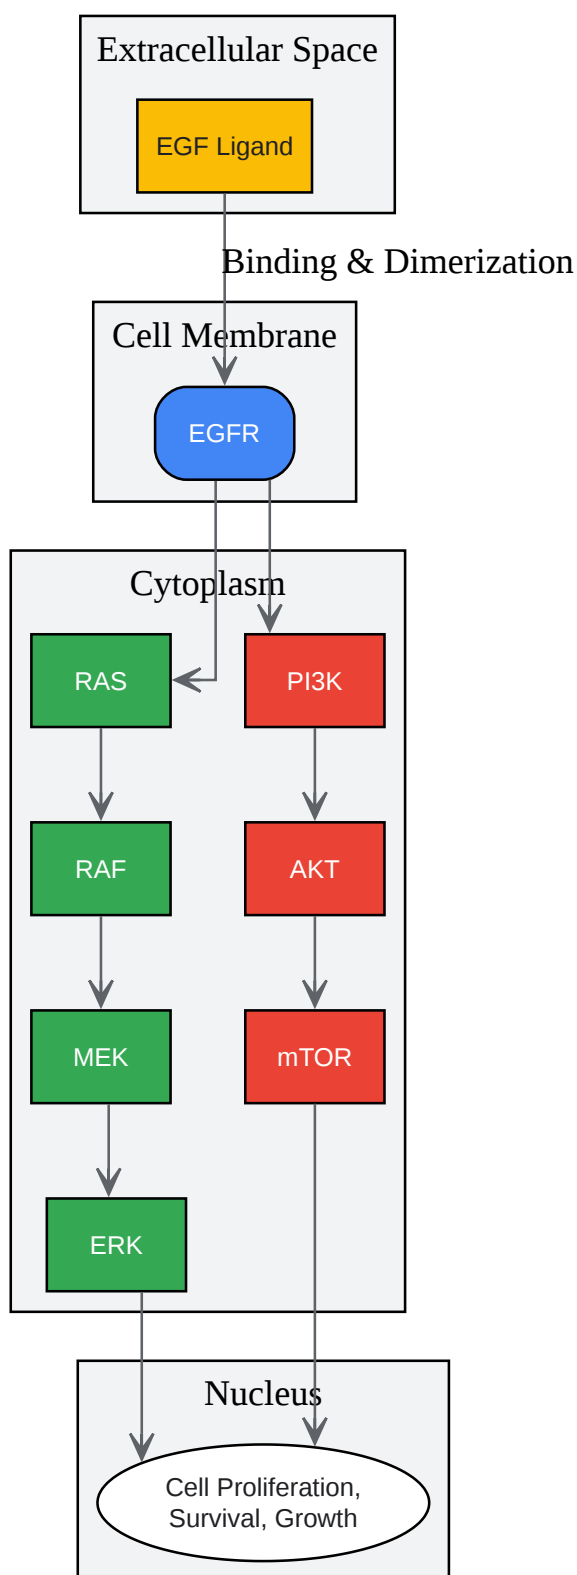 Extracellular Space
EGF Ligand
Binding & Dimerization
Cell Membrane
EGFR
Cytoplasm
RAS
PI3K
RAF
AKT
MEK
mTOR
ERK
Nucleus
Cell Proliferation,
Survival, Growth